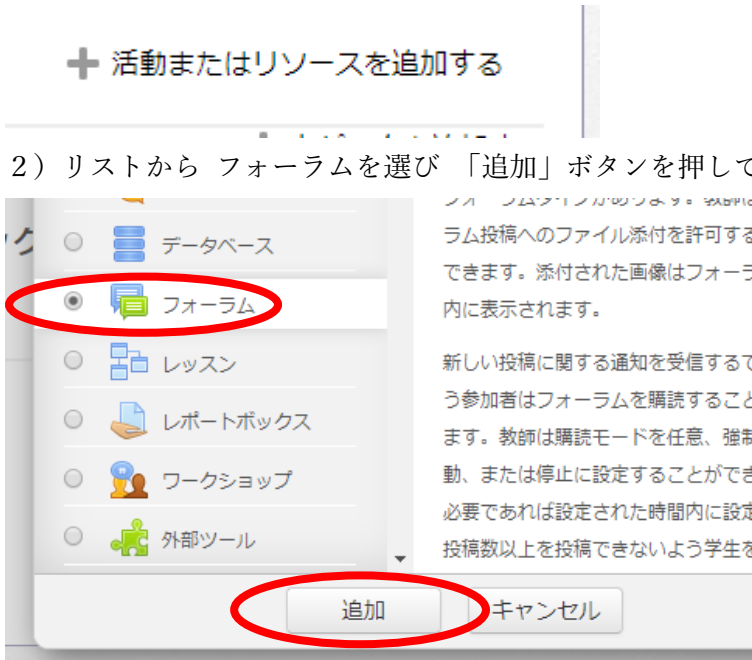 活動またはリソースを追加する
２）リストから フォーラムを選び 「追加」ボタンを押して
データベース
フォーラム
レッスン
レポートボックス
ワークショップ
外部ツール
ラム投稿へのファイル添付を許可する
できます。添付された画像はフォーラ
内に表示されます。
新しい投稿に関する通知を受信するて
う参加者はフォーラムを購読すること
ます。教師は購読モードを任意、強制
動、または停止に設定することができ
必要であれば設定された時間内に設定
投稿数以上を投稿できないよう学生を
追加
キャンセル